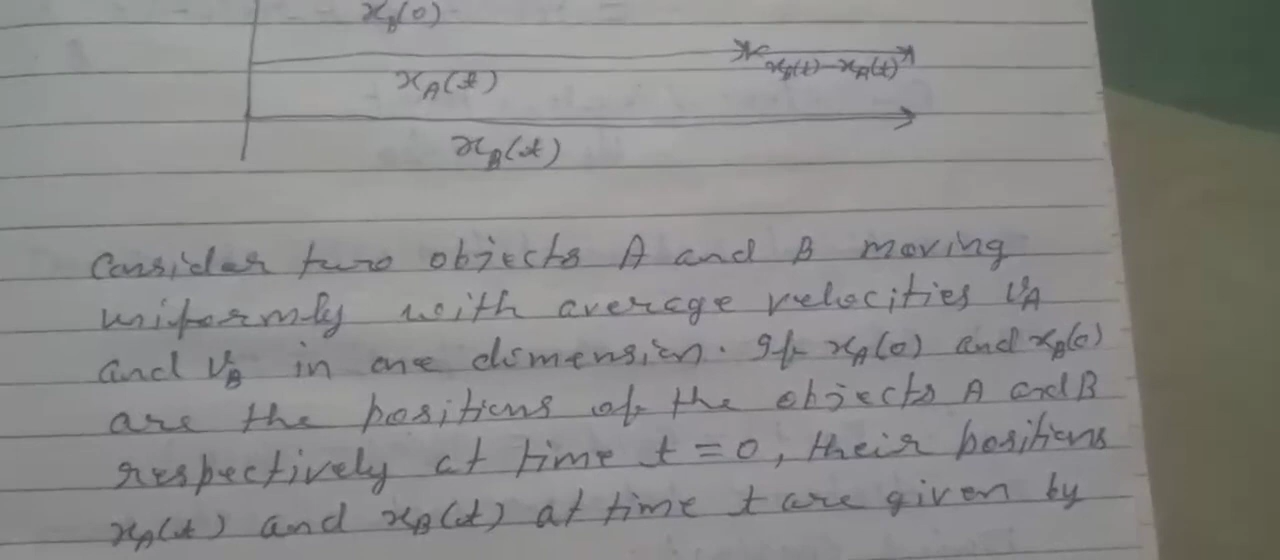 x_B(0)
x_B(t)-x_A(t)
x_A(t)
x_B(t)
Consider two objects A and B moving
uniformly with average velocities v_A
and v_B in one dimension. If x_A(0) and x_B(0)
are the positions of the objects A and B
respectively at time t = 0, their positions
x_A(t) and x_B(t) at time t are given by